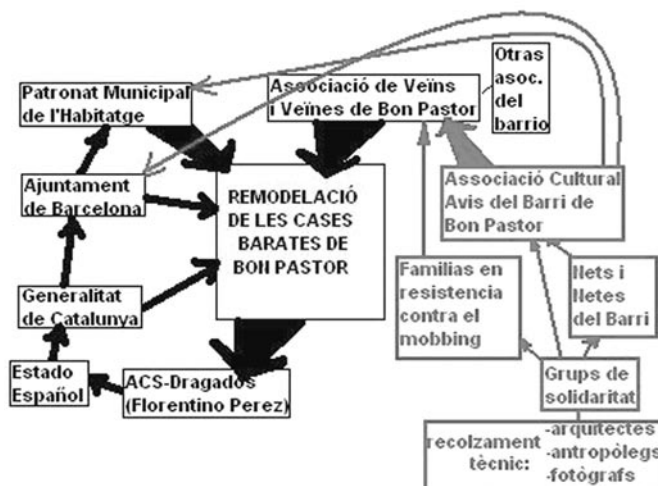 Patronat Municipal
de l'Habitatge
Associació de Veïns
i Veïnes de Bon Pastor
Otras
asoc.
del
barrio
Ajuntament
de Barcelona
REMODELACIÓ
DE LES CASES
BARATES DE
BON PASTOR
Associació Cultural
Avis del Barri de
Bon Pastor
Generalitat
de Catalunya
Familias en
resistencia
contra el
mobbing
Nets i
Netes
del Barri
Estado
Español
ACS-Dragados
(Florentino Perez)
Grups de
solidaritat
recolzament
tècnic:
-arquitectes
-antropòlegs
-fotògrafs